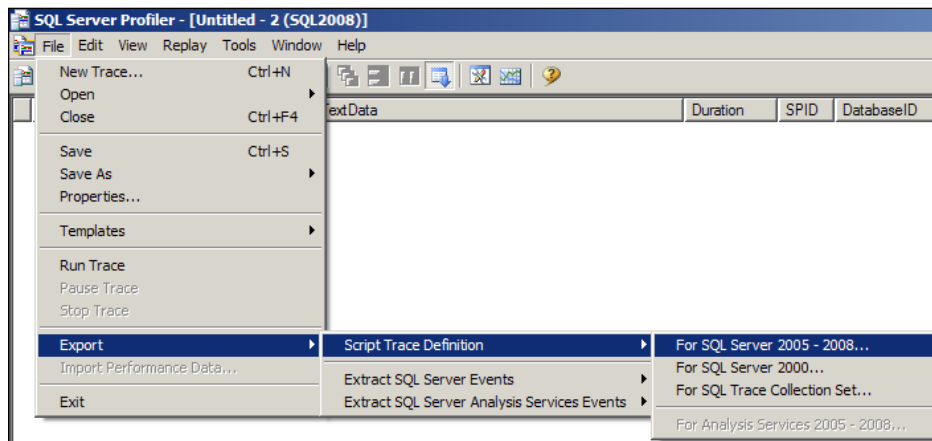 SQL Server Profiler - [Untitled - 2 (SQL2008)]
File Edit View Replay Tools Window Help
New Trace... Ctrl+N
Open
Close Ctrl+F4
Save Ctrl+S
Save As
Properties...
Templates
Run Trace
Pause Trace
Stop Trace
Export
Import Performance Data...
Exit
TextData Duration SPID DatabaseID
Script Trace Definition
Extract SQL Server Events
Extract SQL Server Analysis Services Events
For SQL Server 2005 - 2008...
For SQL Server 2000...
For SQL Trace Collection Set...
For Analysis Services 2005 - 2008...